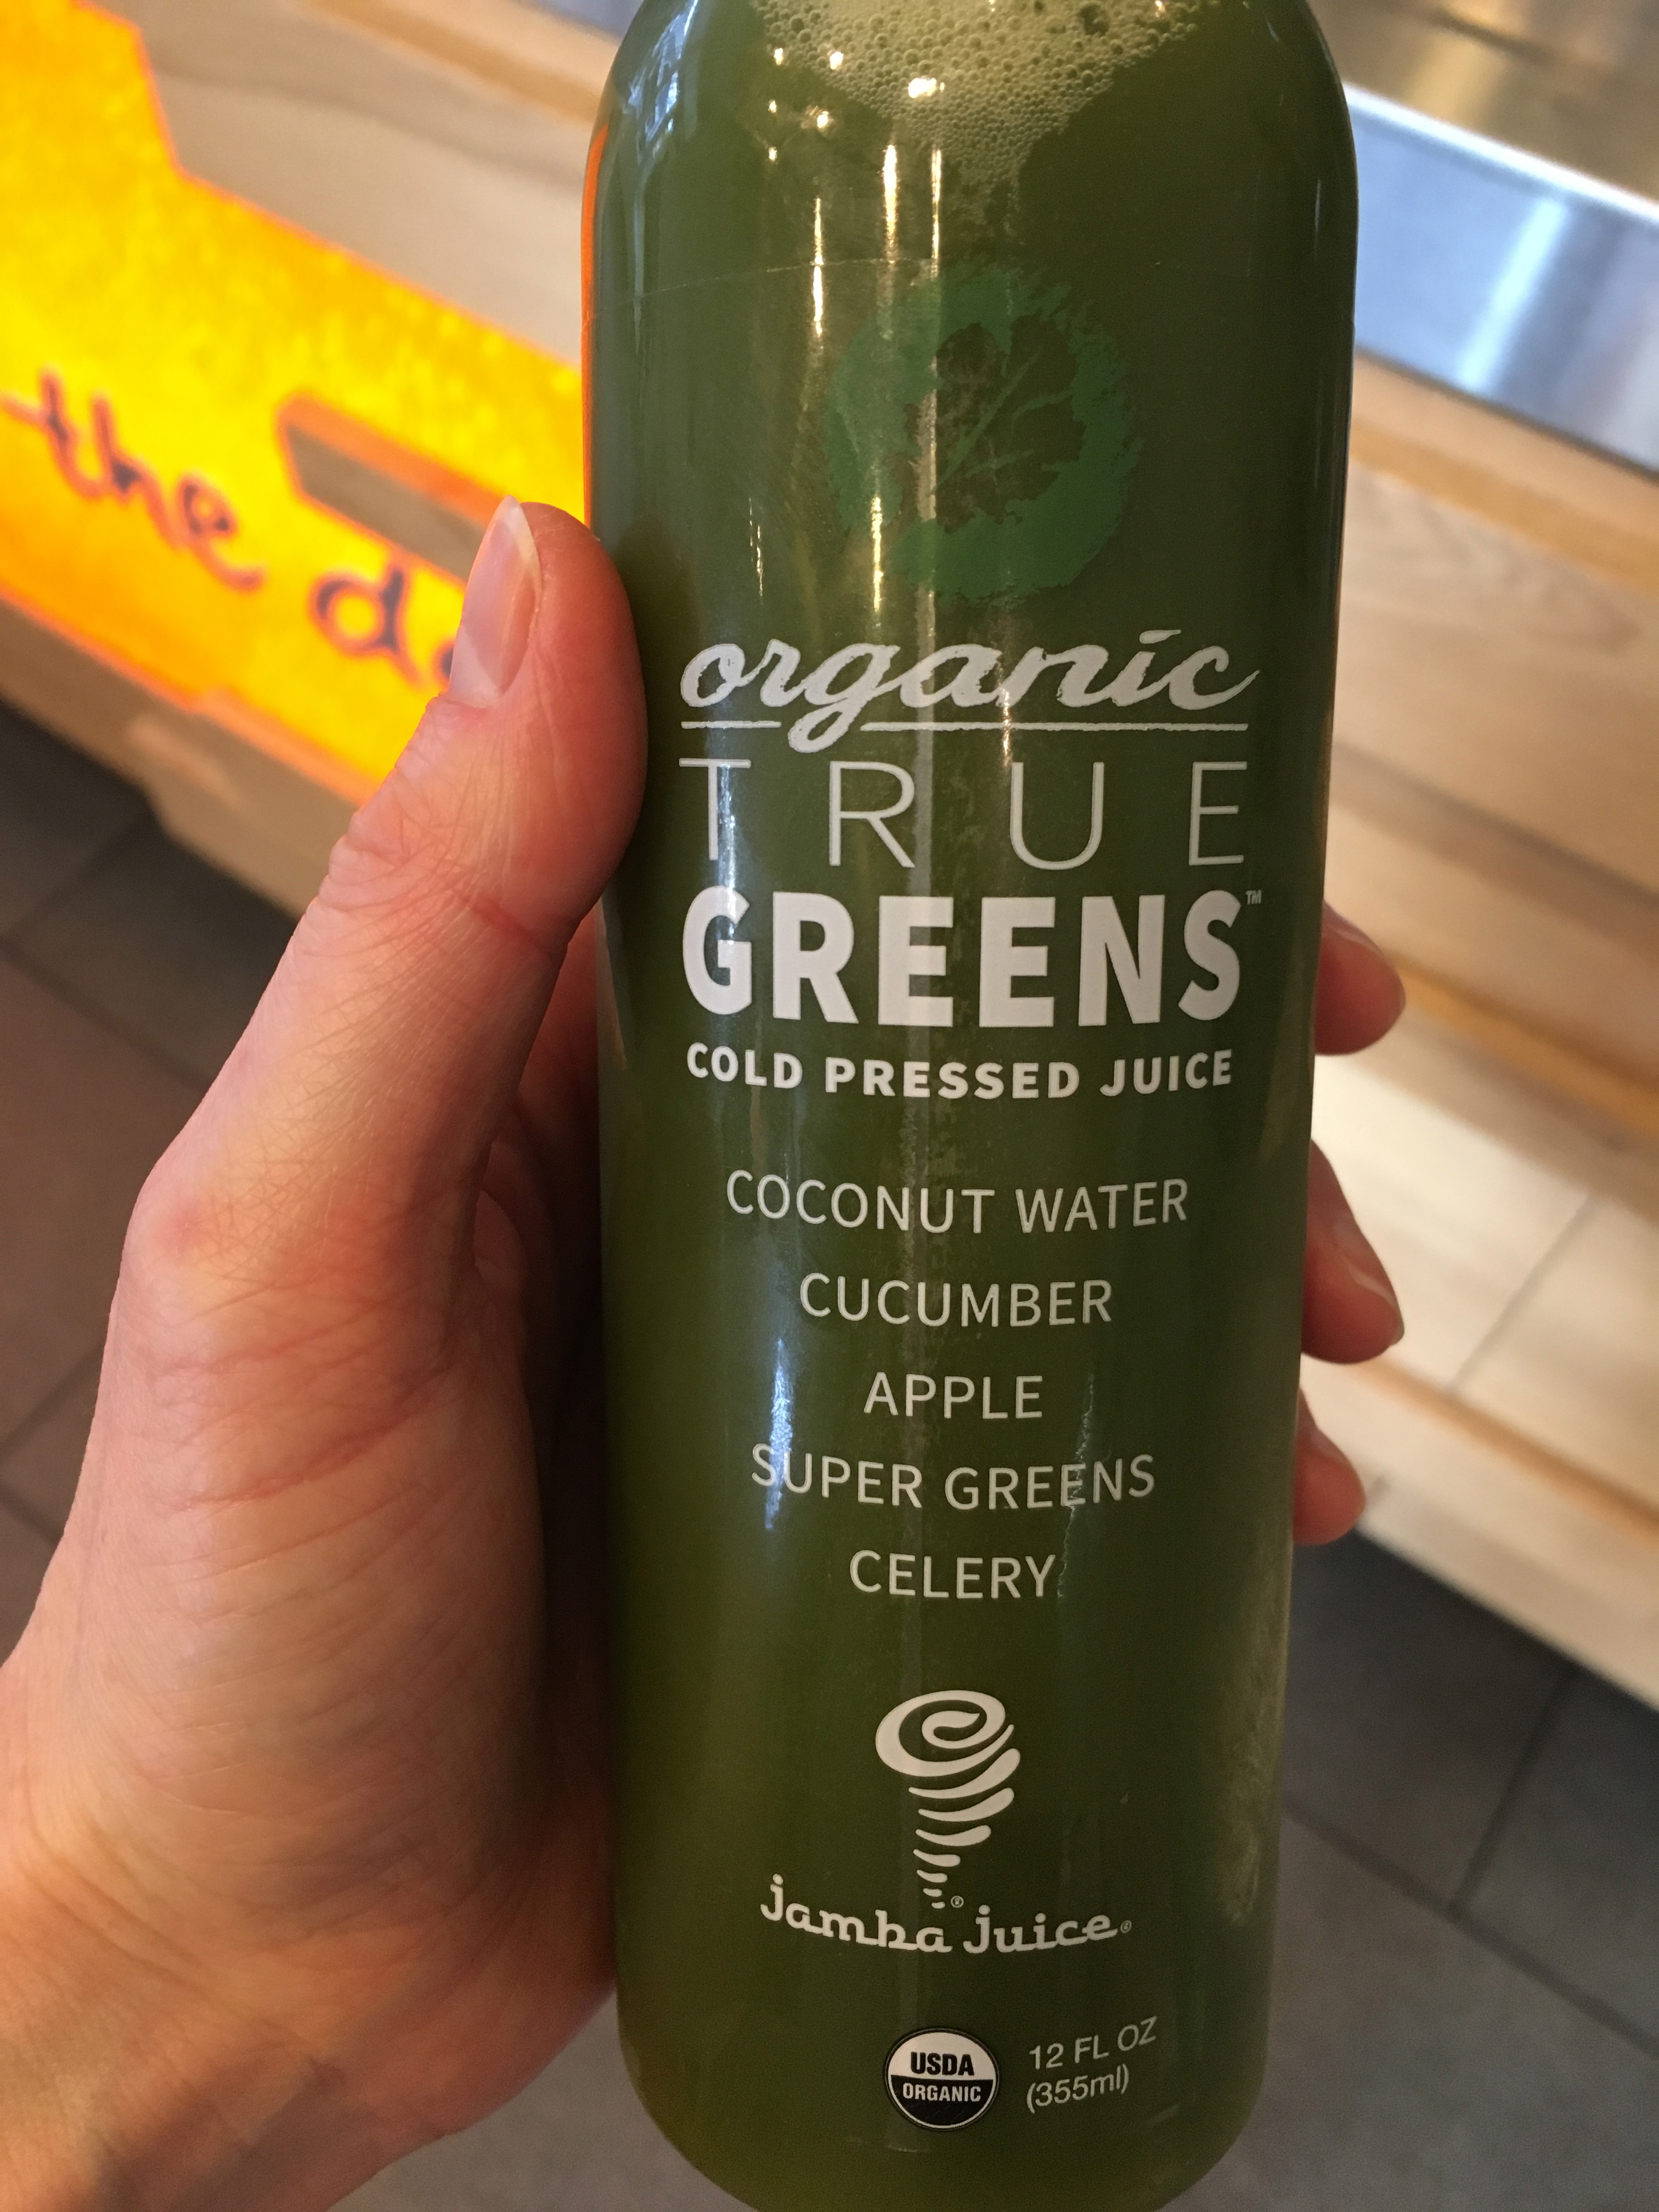 the
organic
TRUE
GREENS™
COLD PRESSED JUICE
COCONUT WATER
CUCUMBER
APPLE
SUPER GREENS
CELERY
jamba juice®
USDA
ORGANIC
12 FL OZ
(355ml)